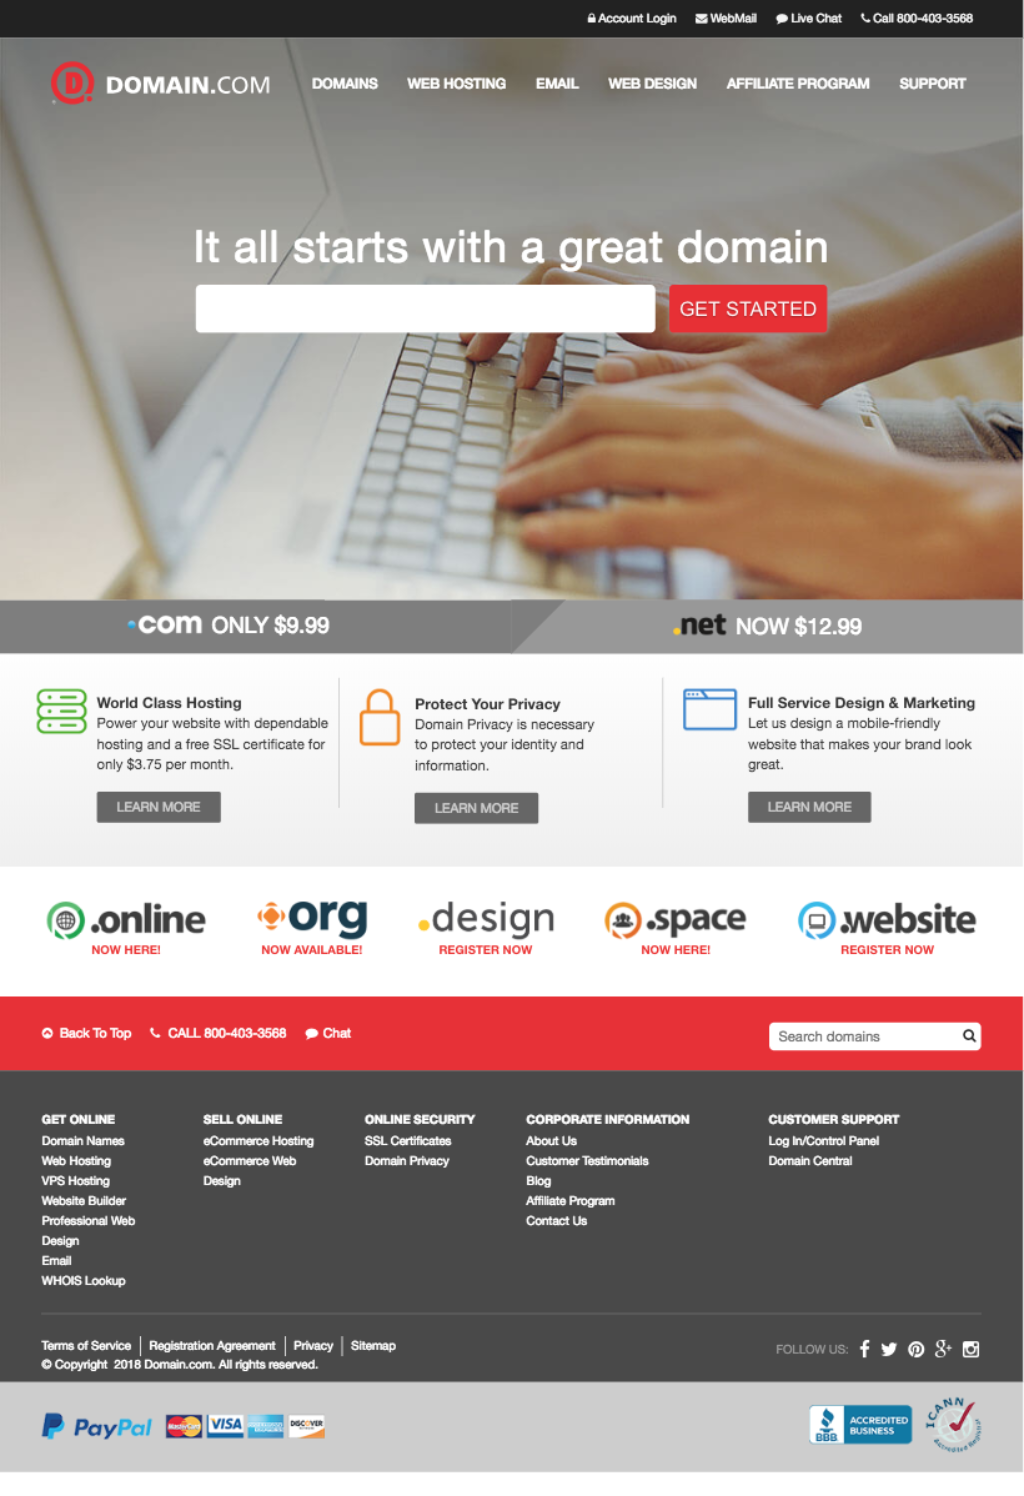 Account Login WebMail Live Chat Call 800-403-3568
DOMAIN.COM DOMAINS WEB HOSTING EMAIL WEB DESIGN AFFILIATE PROGRAM SUPPORT
It all starts with a great domain
GET STARTED
.com ONLY $9.99
.net NOW $12.99
World Class Hosting
Power your website with dependable
hosting and a free SSL certificate for
only $3.75 per month.
LEARN MORE
Protect Your Privacy
Domain Privacy is necessary
to protect your identity and
information.
LEARN MORE
Full Service Design & Marketing
Let us design a mobile-friendly
website that makes your brand look
great.
LEARN MORE
.online
NOW HERE!
org
NOW AVAILABLE!
.design
REGISTER NOW
.space
NOW HERE!
.website
REGISTER NOW
Back To Top CALL 800-403-3568 Chat
Search domains
GET ONLINE
Domain Names
Web Hosting
VPS Hosting
Website Builder
Professional Web
Design
Email
WHOIS Lookup
SELL ONLINE
eCommerce Hosting
eCommerce Web
Design
ONLINE SECURITY
SSL Certificates
Domain Privacy
CORPORATE INFORMATION
About Us
Customer Testimonials
Blog
Affiliate Program
Contact Us
CUSTOMER SUPPORT
Log In/Control Panel
Domain Central
Terms of Service Registration Agreement Privacy Sitemap
© Copyright 2018 Domain.com. All rights reserved.
FOLLOW US:
PayPal MasterCard VISA DISCOVER
BBB ACCREDITED
BUSINESS
ICANN
Accredited Registrar